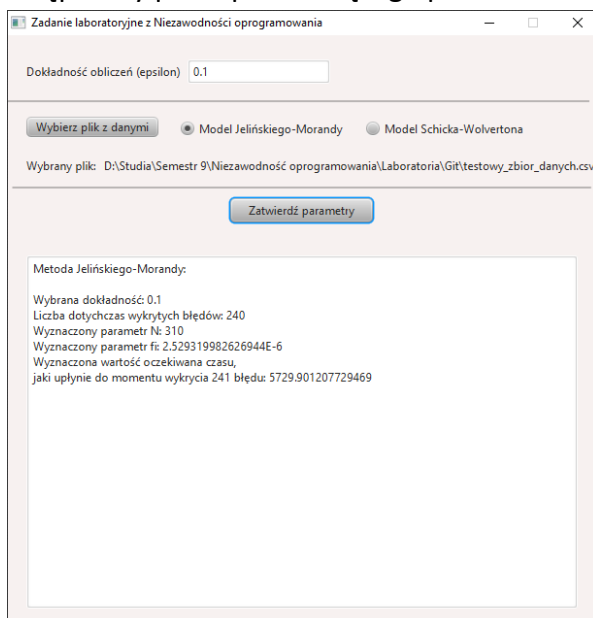 Zadanie laboratoryjne z Niezawodności oprogramowania
Dokładność obliczeń (epsilon) 0.1
Wybierz plik z danymi Model Jelińskiego-Morandy Model Schicka-Wolvertona
Wybrany plik: D:\Studia\Semestr 9\Niezawodność oprogramowania\Laboratoria\Git\testowy_zbior_danych.csv
Zatwierdź parametry
Metoda Jelińskiego-Morandy:
Wybrana dokładność: 0.1
Liczba dotychczas wykrytych błędów: 240
Wyznaczony parametr N: 310
Wyznaczony parametr fi: 2.529319982626944E-6
Wyznaczona wartość oczekiwana czasu,
jaki upłynie do momentu wykrycia 241 błędu: 5729.901207729469